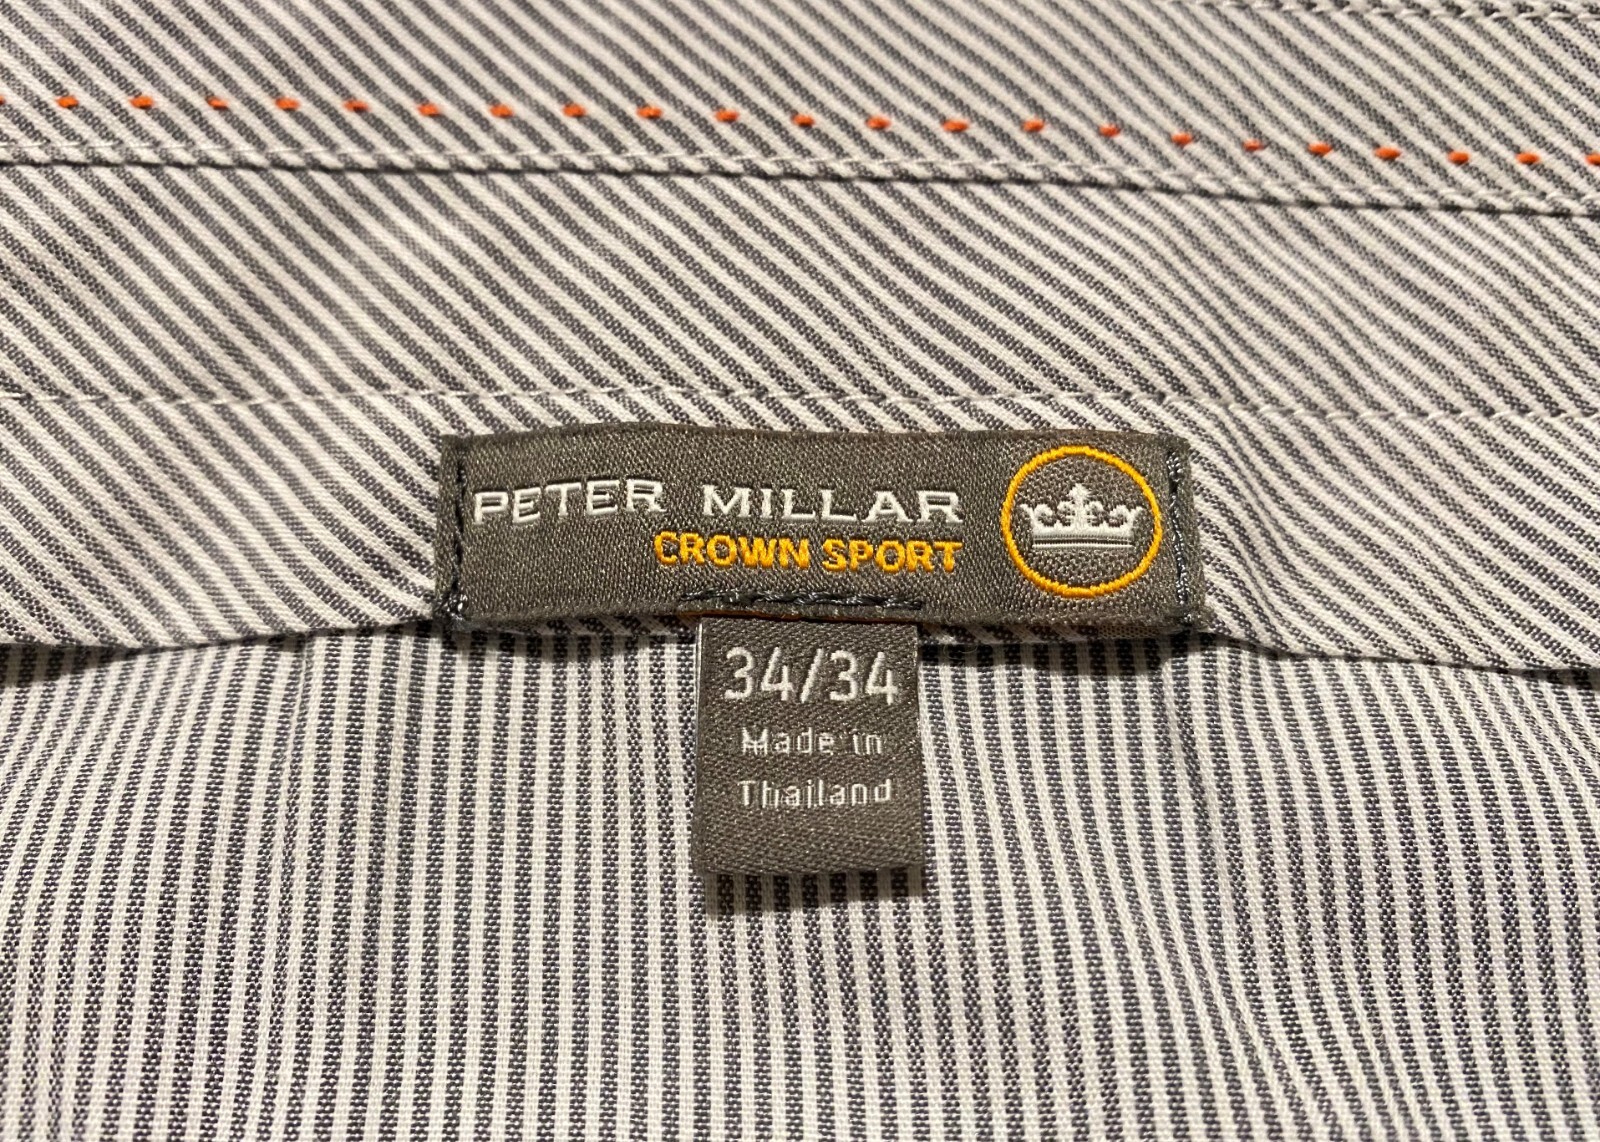 PETER MILLAR
CROWN SPORT
34/34
Made in
Thailand